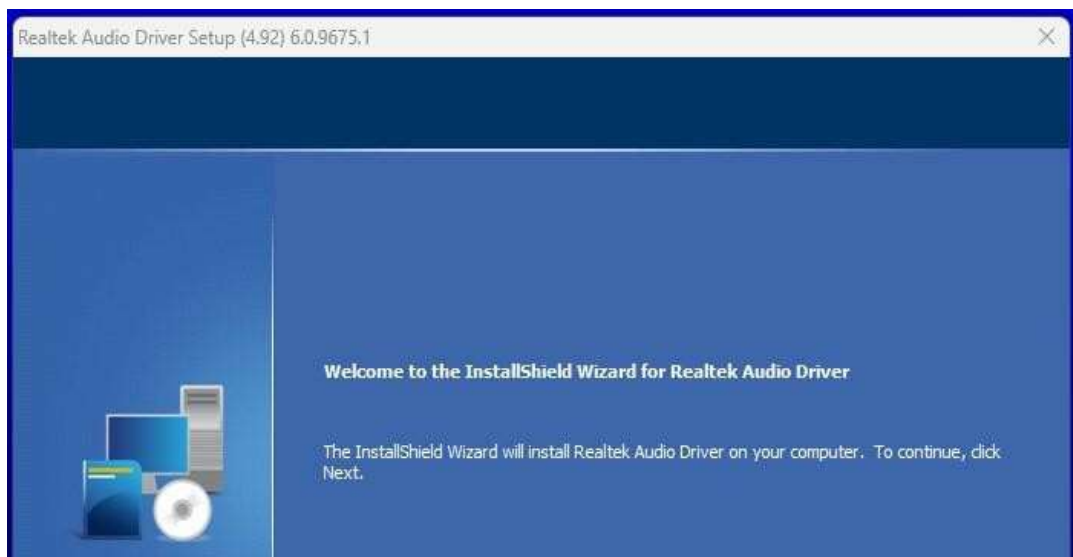 Realtek Audio Driver Setup (4.92) 6.0.9675.1
Welcome to the InstallShield Wizard for Realtek Audio Driver
The InstallShield Wizard will install Realtek Audio Driver on your computer. To continue, click
Next.